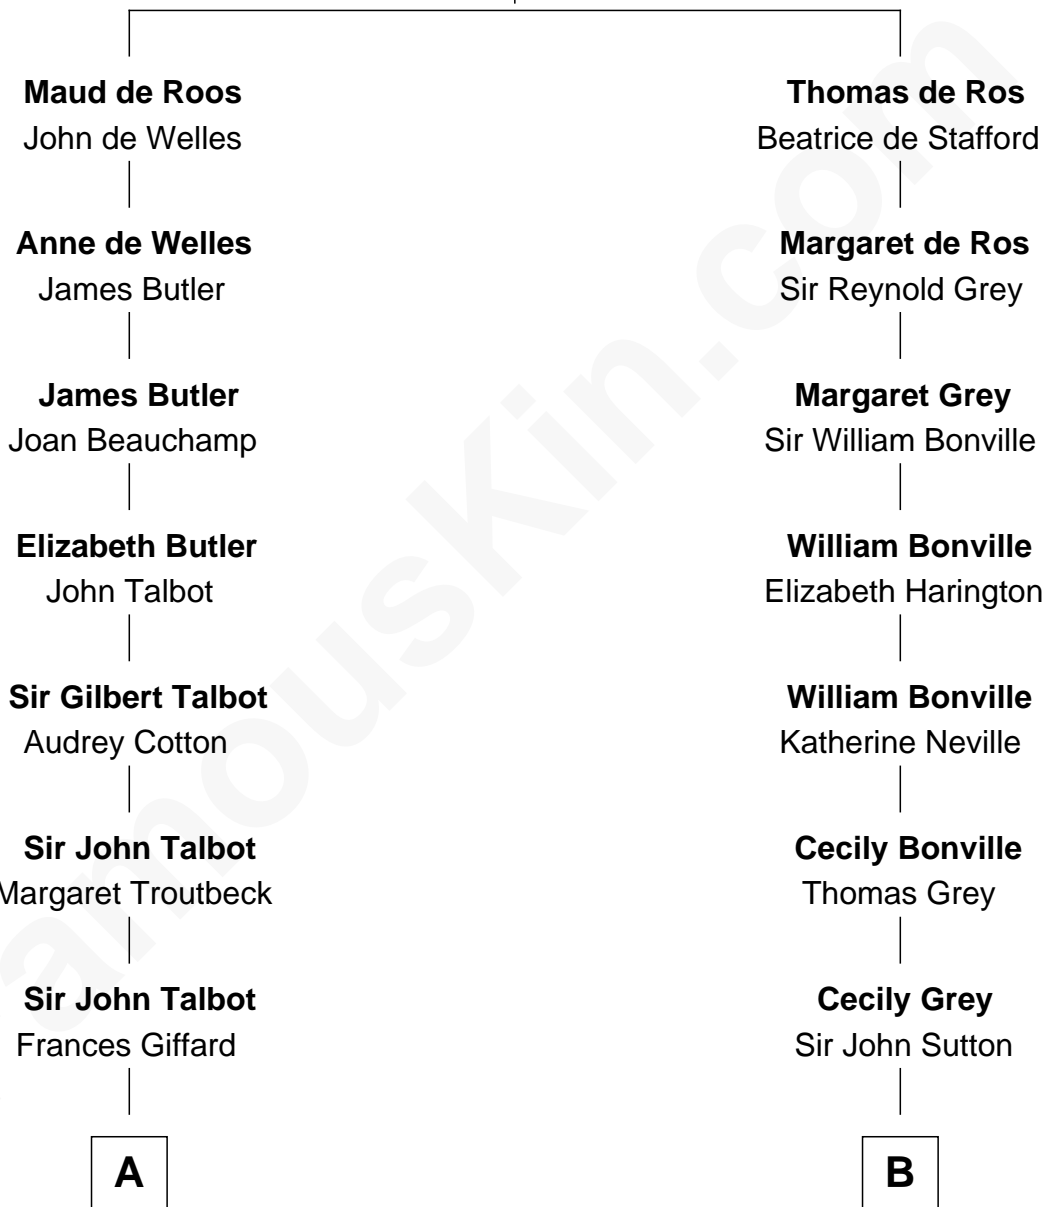 Maud de Roos
John de Welles
Thomas de Ros
Beatrice de Stafford
Anne de Welles
James Butler
Margaret de Ros
Sir Reynold Grey
James Butler
Joan Beauchamp
Margaret Grey
Sir William Bonville
Elizabeth Butler
John Talbot
William Bonville
Elizabeth Harington
Sir Gilbert Talbot
Audrey Cotton
William Bonville
Katherine Neville
Sir John Talbot
Margaret Troutbeck
Cecily Bonville
Thomas Grey
Sir John Talbot
Frances Giffard
Cecily Grey
Sir John Sutton
A
B
amousKin.com